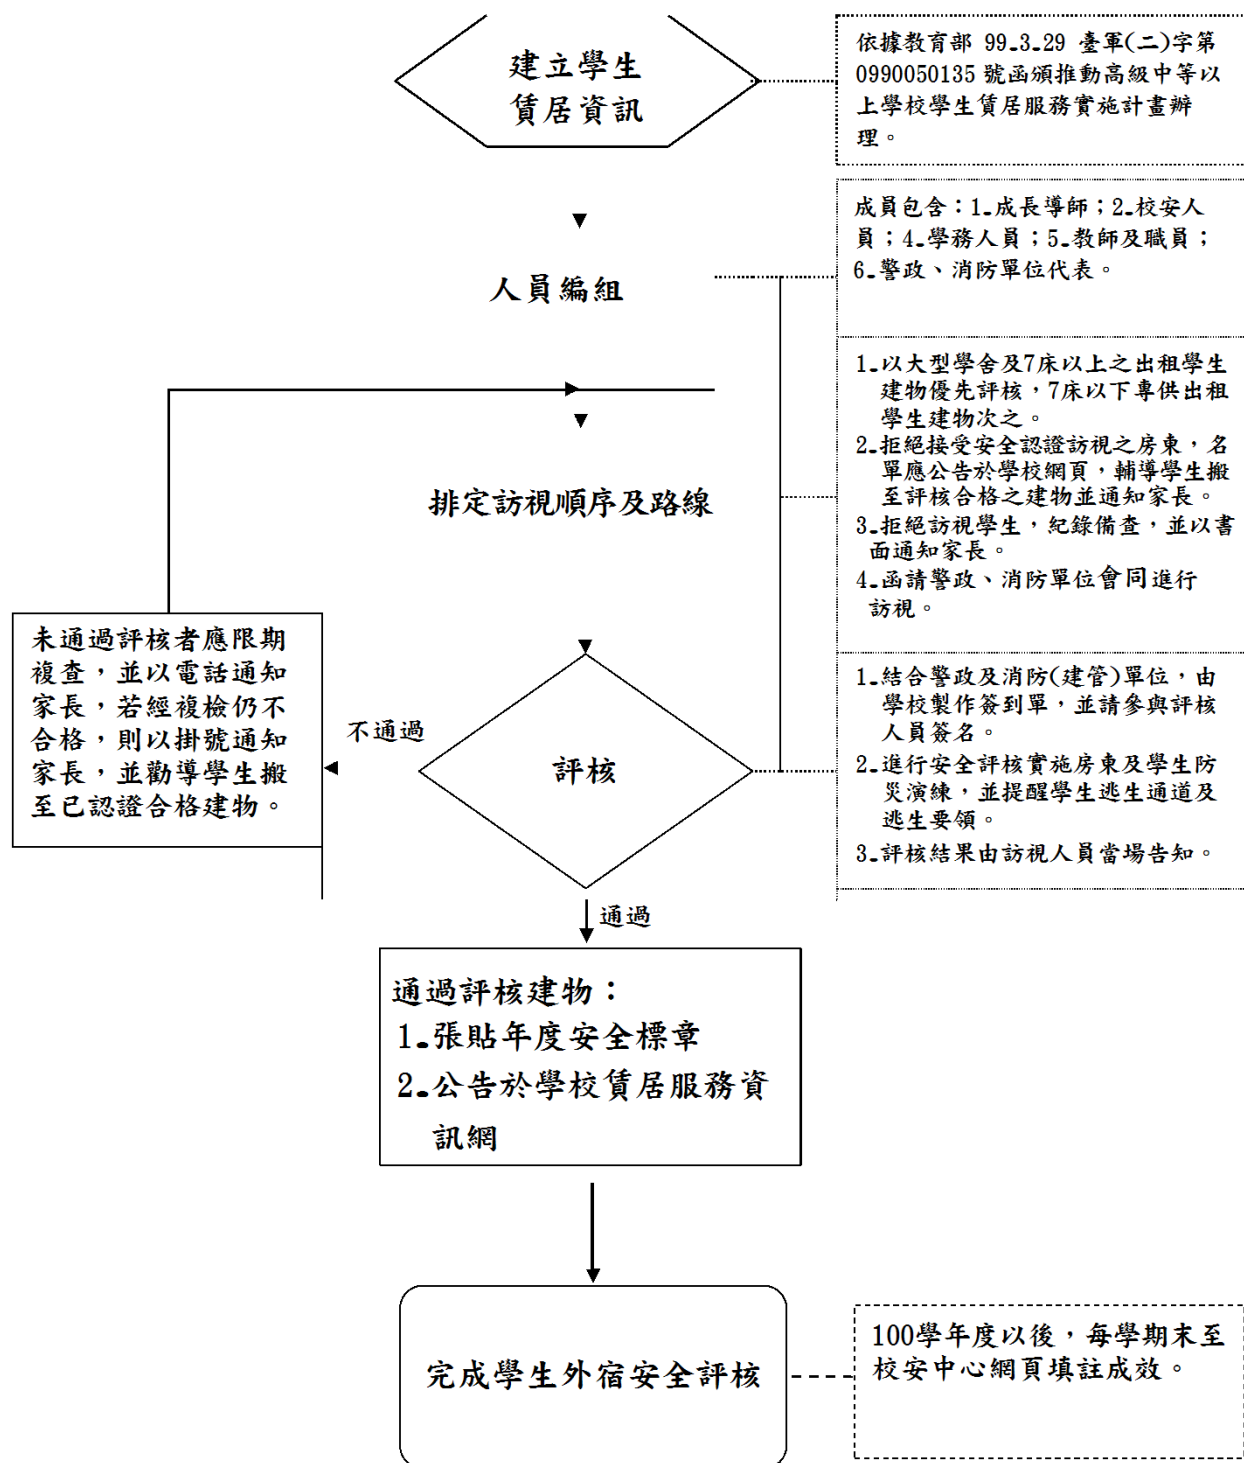 建立學生
賃居資訊
依據教育部 99.3.29 臺軍(二)字第
0990050135 號函頒推動高級中等以
上學校學生賃居服務實施計畫辦
理。
人員編組
成員包含：1.成長導師；2.校安人
員；4.學務人員；5.教師及職員；
6.警政、消防單位代表。
排定訪視順序及路線
1.以大型學舍及7床以上之出租學生
建物優先評核，7床以下專供出租
學生建物次之。
2.拒絕接受安全認證訪視之房東，名
單應公告於學校網頁，輔導學生搬
至評核合格之建物並通知家長。
3.拒絕訪視學生，紀錄備查，並以書
面通知家長。
4.函請警政、消防單位會同進行
訪視。
未通過評核者應限期
複查，並以電話通知
家長，若經複檢仍不
合格，則以掛號通知
家長，並勸導學生搬
至已認證合格建物。
不通過
評核
1.結合警政及消防(建管)單位，由
學校製作簽到單，並請參與評核
人員簽名。
2.進行安全評核實施房東及學生防
災演練，並提醒學生逃生通道及
逃生要領。
3.評核結果由訪視人員當場告知。
通過
通過評核建物：
1.張貼年度安全標章
2.公告於學校賃居服務資
訊網
完成學生外宿安全評核
100學年度以後，每學期末至
校安中心網頁填註成效。